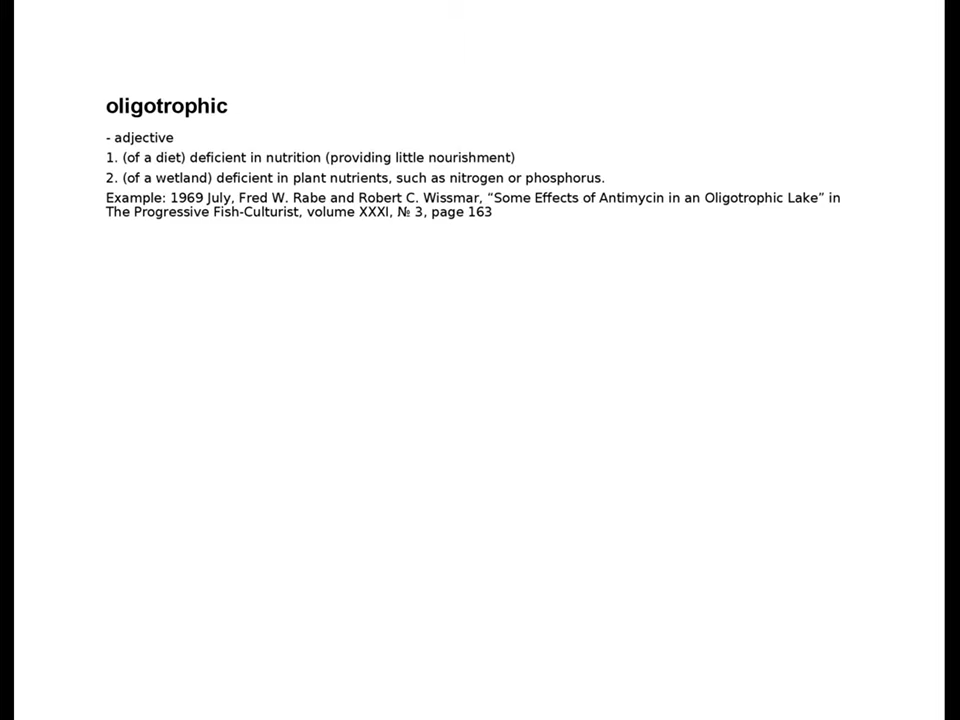 oligotrophic
- adjective
1. (of a diet) deficient in nutrition (providing little nourishment)
2. (of a wetland) deficient in plant nutrients, such as nitrogen or phosphorus.
Example: 1969 July, Fred W. Rabe and Robert C. Wissmar, “Some Effects of Antimycin in an Oligotrophic Lake” in
The Progressive Fish-Culturist, volume XXXI, № 3, page 163